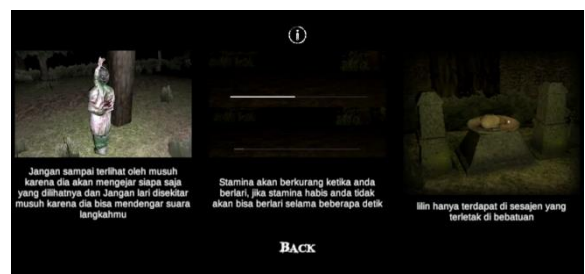 Jangan sampai terlihat oleh musuh
karena dia akan mengejar siapa saja
yang dilihatnya dan Jangan lari disekitar
musuh karena dia bisa mendengar suara
langkahmu
Stamina akan berkurang ketika anda
berlari, jika stamina habis anda tidak
akan bisa berlari selama beberapa detik
lilin hanya terdapat di sesajen yang
terletak di bebatuan
BACK